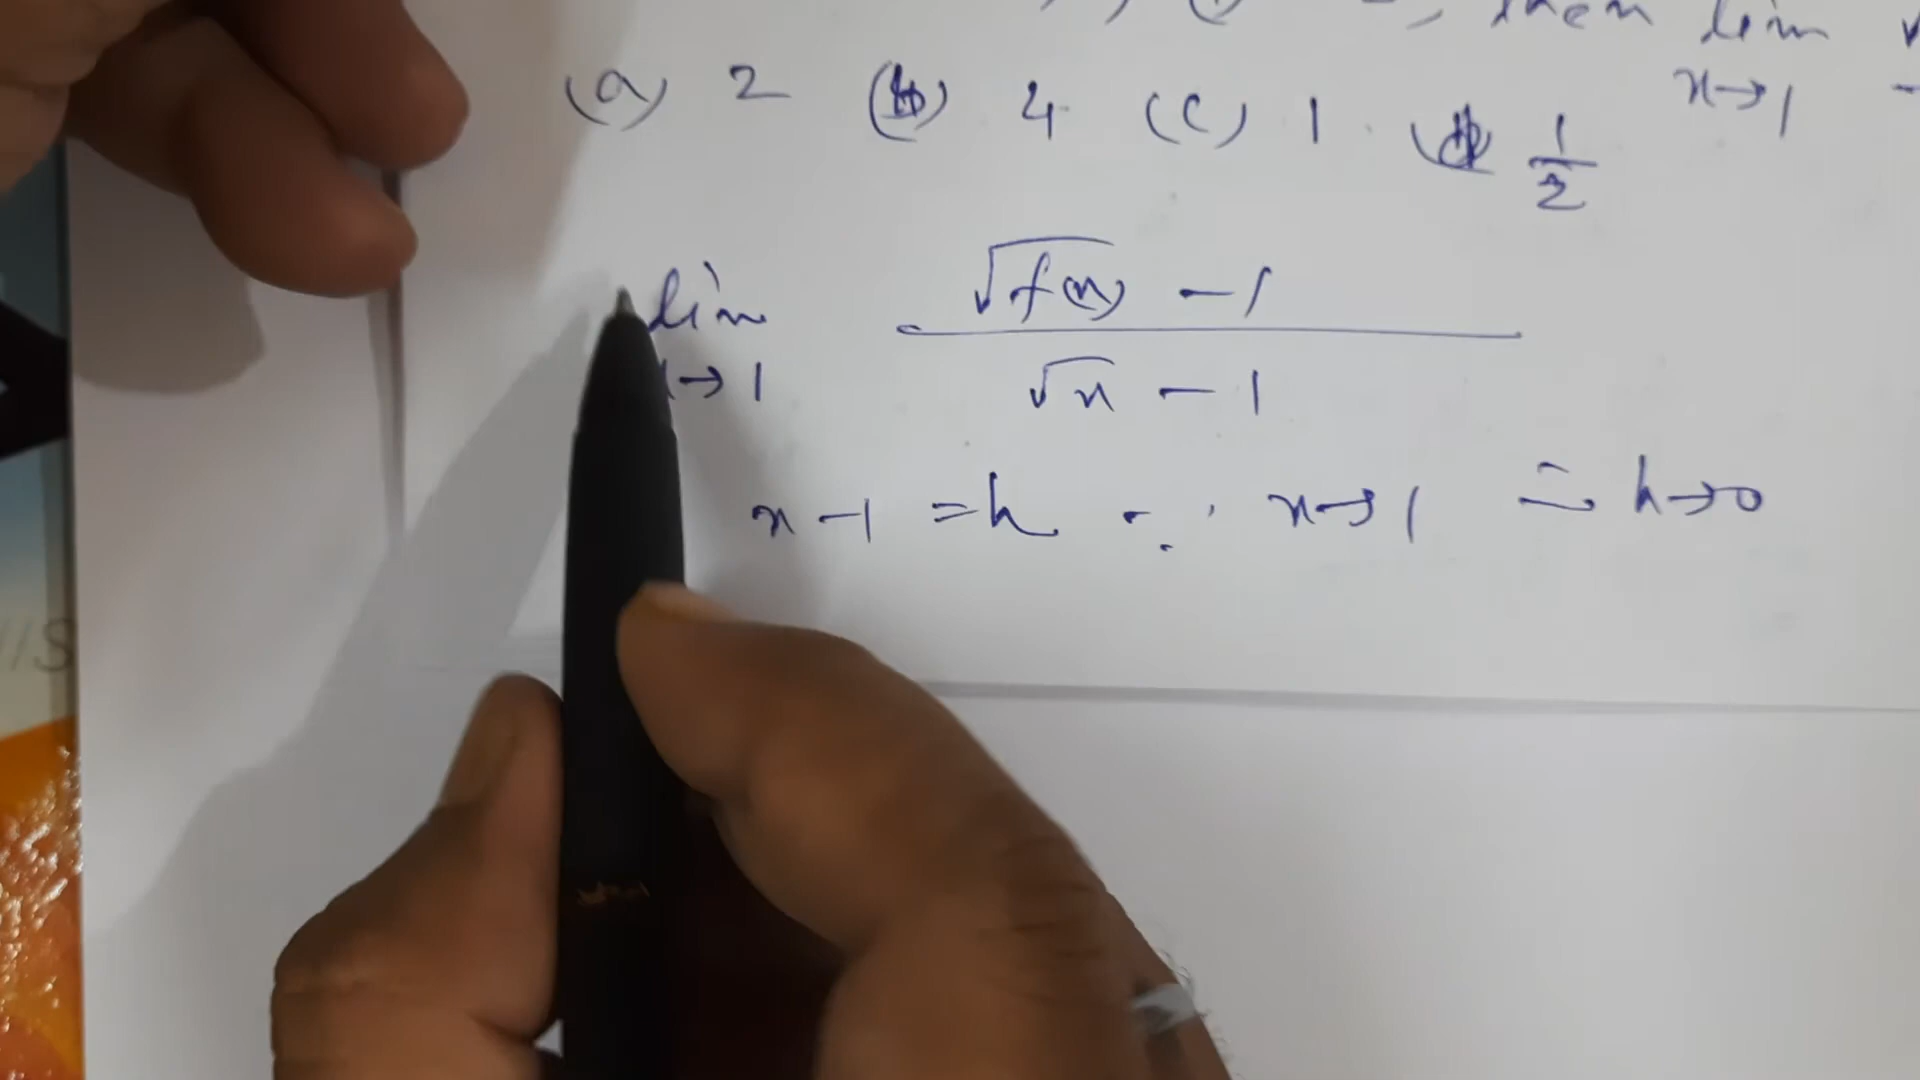 then lim √
x→1
(a) 2 (b) 4 (c) 1 (d) 1/2
lim √f(x) - 1
x→1 √x - 1
x - 1 = h ∵ x→1 = h→0
//S